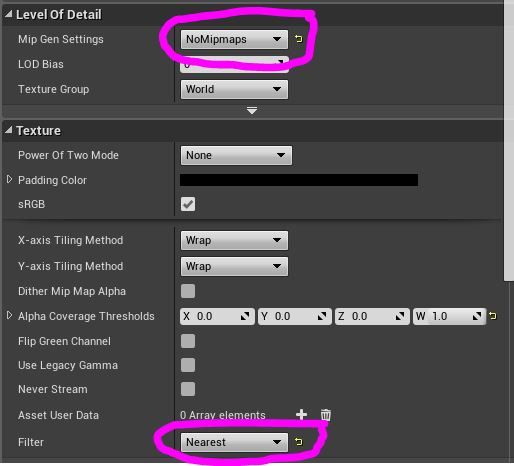 Level Of Detail
Mip Gen Settings NoMipmaps
LOD Bias 0
Texture Group World
Texture
Power Of Two Mode None
Padding Color
sRGB
X-axis Tiling Method Wrap
Y-axis Tiling Method Wrap
Dither Mip Map Alpha
Alpha Coverage Thresholds X 0.0 Y 0.0 Z 0.0 W 1.0
Flip Green Channel
Use Legacy Gamma
Never Stream
Asset User Data 0 Array elements
Filter Nearest